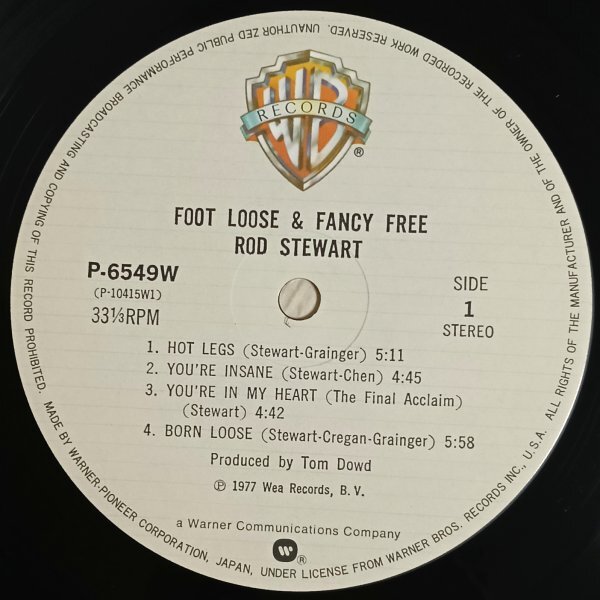 ALL RIGHTS OF THE MANUFACTURER AND OF THE OWNER OF THE RECORDED WORK RESERVED. UNAUTHORIZED PUBLIC PERFORMANCE BROADCASTING AND COPYING OF THIS RECORD PROHIBITED. MADE BY WARNER-PIONEER CORPORATION, JAPAN, UNDER LICENSE FROM WARNER BROS. RECORDS INC., U.S.A.
WB
RECORDS
®
FOOT LOOSE & FANCY FREE
ROD STEWART
P-6549W
(P-10415W1)
33⅓RPM
SIDE
1
STEREO
1. HOT LEGS (Stewart-Grainger) 5:11
2. YOU'RE INSANE (Stewart-Chen) 4:45
3. YOU'RE IN MY HEART (The Final Acclaim)
(Stewart) 4:42
4. BORN LOOSE (Stewart-Cregan-Grainger) 5:58
Produced by Tom Dowd
℗ 1977 Wea Records, B. V.
a Warner Communications Company
®